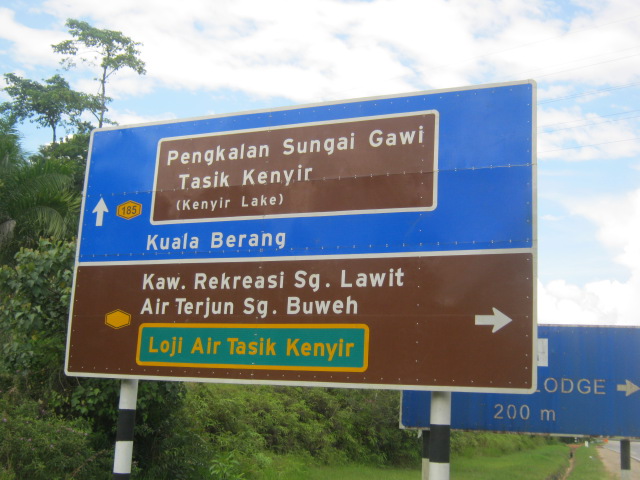 Pengkalan Sungai Gawi
Tasik Kenyir
(Kenyir Lake)
185
Kuala Berang
Kaw. Rekreasi Sg. Lawit
Air Terjun Sg. Buweh
Loji Air Tasik Kenyir
LODGE
200 m